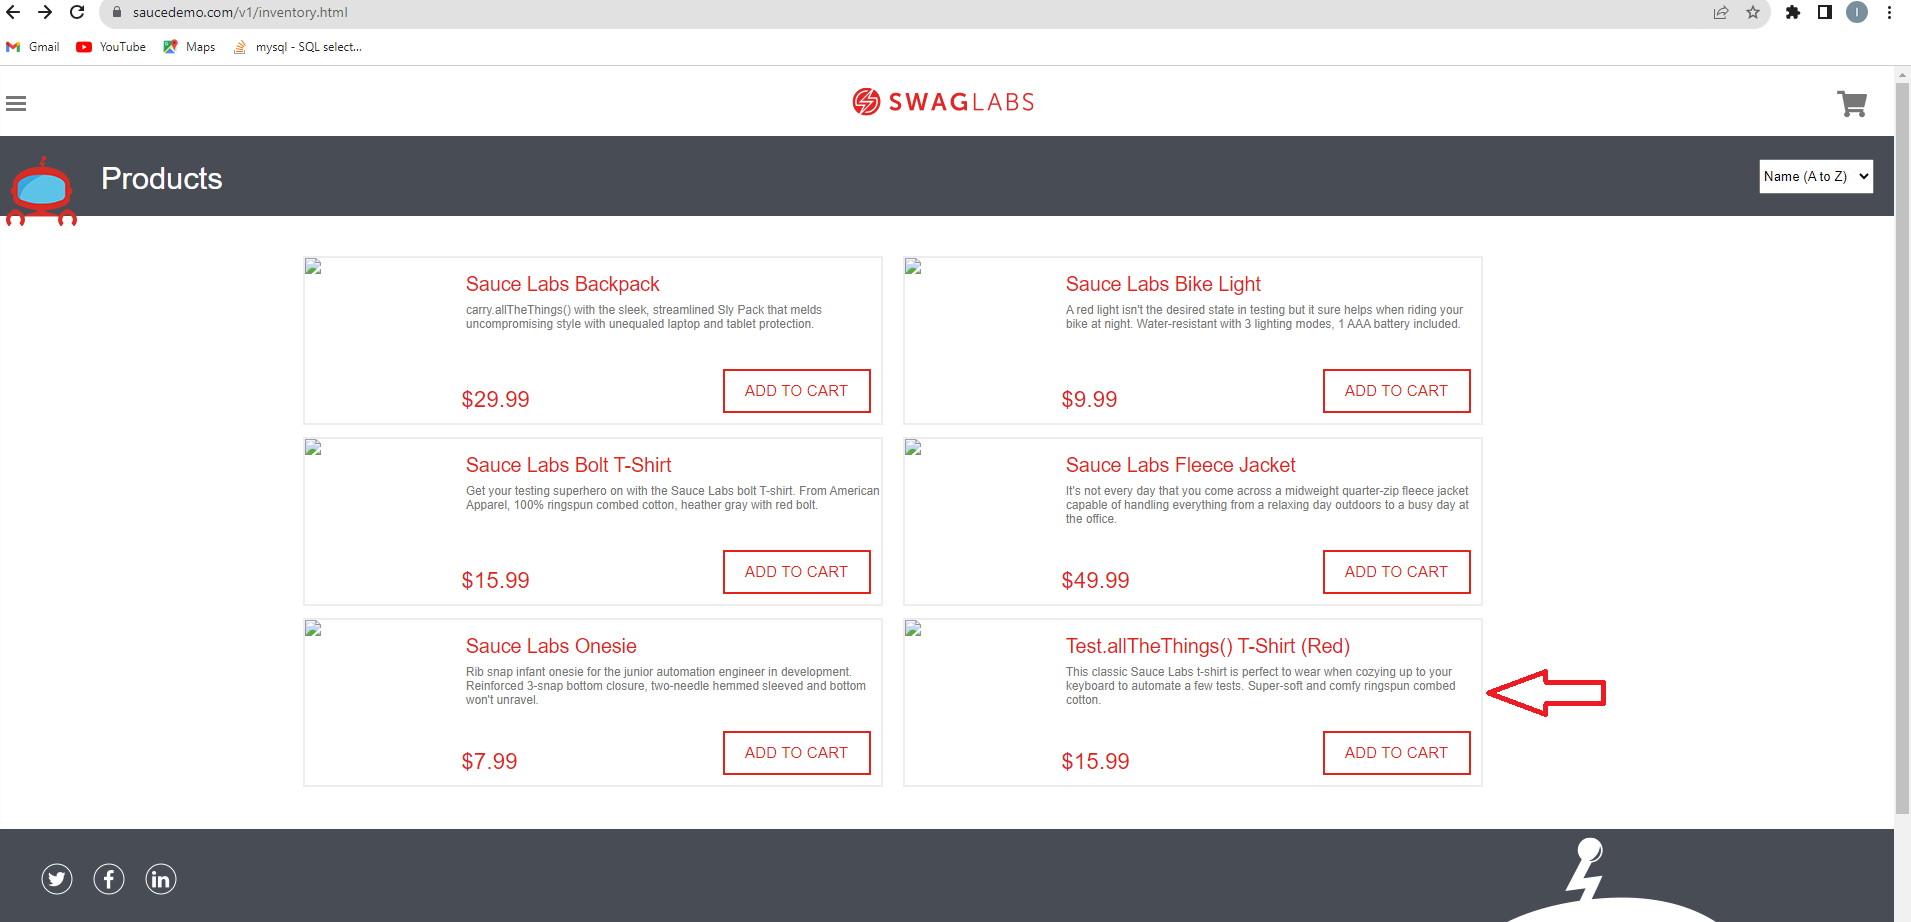 saucedemo.com/v1/inventory.html
Gmail YouTube Maps mysql - SQL select...
SWAGLABS
Products
Name (A to Z)
Sauce Labs Backpack
carry.allTheThings() with the sleek, streamlined Sly Pack that melds
uncompromising style with unequaled laptop and tablet protection.
$29.99
ADD TO CART
Sauce Labs Bike Light
A red light isn't the desired state in testing but it sure helps when riding your
bike at night. Water-resistant with 3 lighting modes, 1 AAA battery included.
$9.99
ADD TO CART
Sauce Labs Bolt T-Shirt
Get your testing superhero on with the Sauce Labs bolt T-shirt. From American
Apparel, 100% ringspun combed cotton, heather gray with red bolt.
$15.99
ADD TO CART
Sauce Labs Fleece Jacket
It's not every day that you come across a midweight quarter-zip fleece jacket
capable of handling everything from a relaxing day outdoors to a busy day at
the office.
$49.99
ADD TO CART
Sauce Labs Onesie
Rib snap infant onesie for the junior automation engineer in development.
Reinforced 3-snap bottom closure, two-needle hemmed sleeved and bottom
won't unravel.
$7.99
ADD TO CART
Test.allTheThings() T-Shirt (Red)
This classic Sauce Labs t-shirt is perfect to wear when cozying up to your
keyboard to automate a few tests. Super-soft and comfy ringspun combed
cotton.
$15.99
ADD TO CART